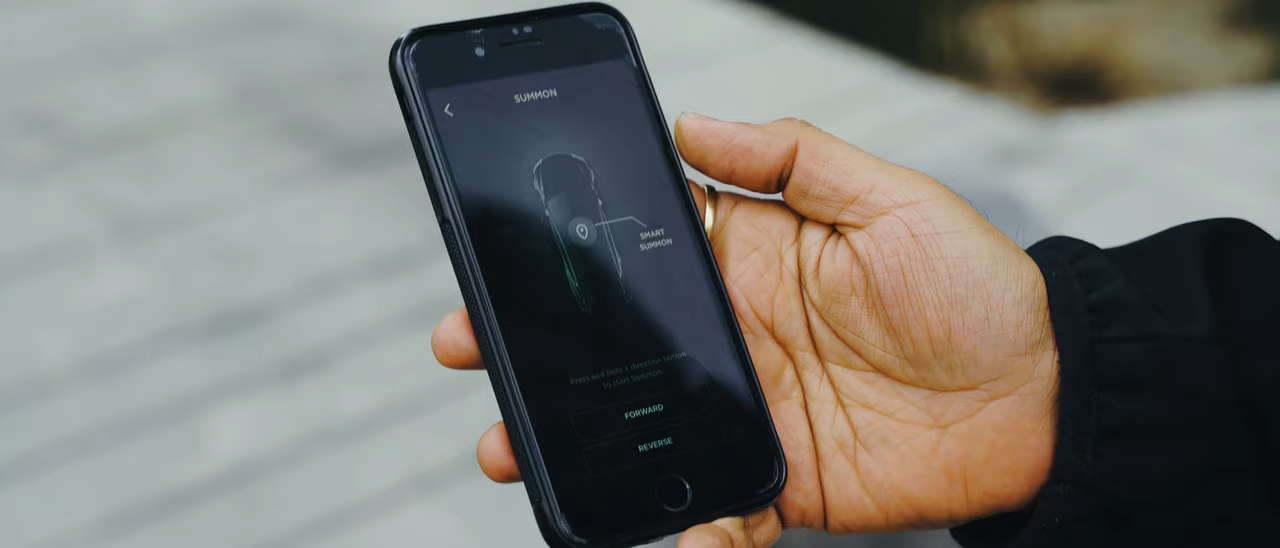 SUMMON
SMART
SUMMON
Press and hold a direction button
to start Summon
FORWARD
REVERSE